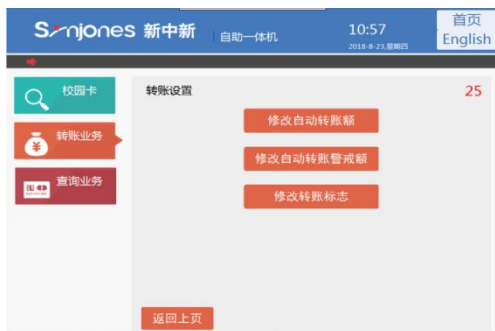 Synjones 新中新 自助一体机
10:57
2018-8-23,星期四
首页
English
校园卡
转账业务
查询业务
转账设置
25
修改自动转账额
修改自动转账警戒额
修改转账标志
返回上页